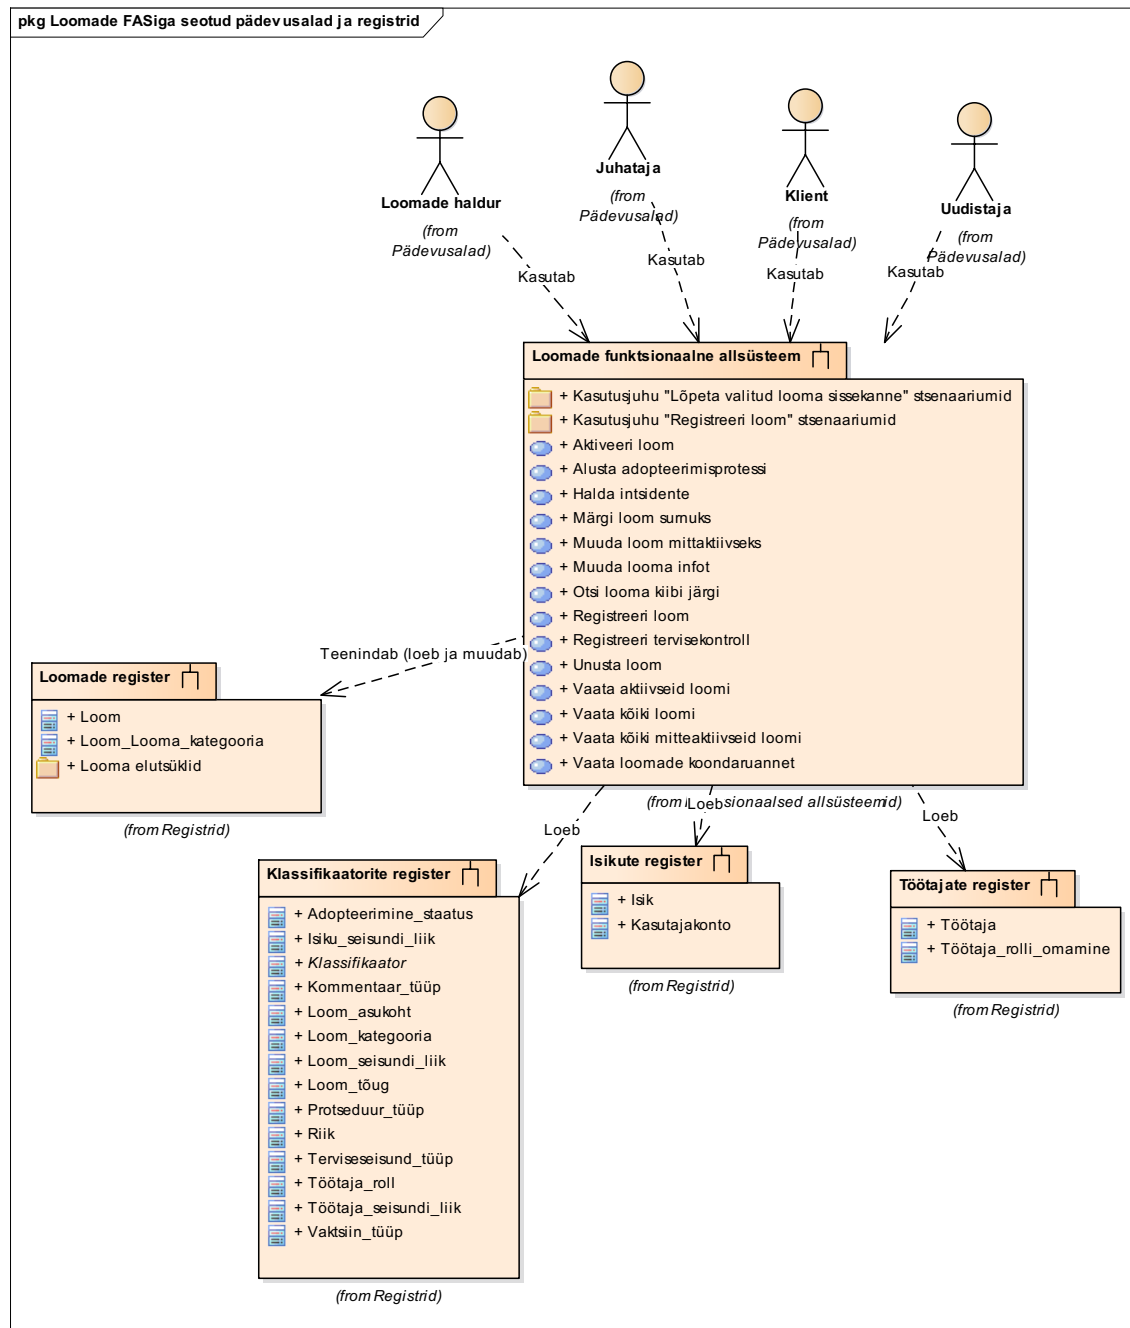 pkg Loomade FASiga seotud pädevusalad ja registrid
Loomade haldur
(from
Pädevusalad)
Juhataja
(from
Pädevusalad)
Klient
(from
Pädevusalad)
Uudistaja
(from
Pädevusalad)
Kasutab
Kasutab
Kasutab
Kasutab
Loomade funktsionaalne allsüsteem
+ Kasutusjuhu "Lõpeta valitud looma sissekanne" stsenaariumid
+ Kasutusjuhu "Registreeri loom" stsenaariumid
+ Aktiveeri loom
+ Alusta adopteerimisprotessi
+ Halda intsidente
+ Märgi loom surnuks
+ Muuda loom mittaktiivseks
+ Muuda looma infot
+ Otsi looma kiibi järgi
+ Registreeri loom
+ Registreeri tervisekontroll
+ Unusta loom
+ Vaata aktiivseid loomi
+ Vaata kõiki loomi
+ Vaata kõiki mitteaktiivseid loomi
+ Vaata loomade koondaruannet
(from sionaalsed allsüsteemid)
Teenindab (loeb ja muudab)
Loomade register
+ Loom
+ Loom_Looma_kategooria
+ Looma elutsüklid
(from Registrid)
Loeb
Loeb
Loeb
Klassifikaatorite register
+ Adopteerimine_staatus
+ Isiku_seisundi_liik
+ Klassifikaator
+ Kommentaar_tüüp
+ Loom_asukoht
+ Loom_kategooria
+ Loom_seisundi_liik
+ Loom_tõug
+ Protseduur_tüüp
+ Riik
+ Terviseseisund_tüüp
+ Töötaja_roll
+ Töötaja_seisundi_liik
+ Vaktsiin_tüüp
(from Registrid)
Isikute register
+ Isik
+ Kasutajakonto
(from Registrid)
Töötajate register
+ Töötaja
+ Töötaja_rolli_omamine
(from Registrid)